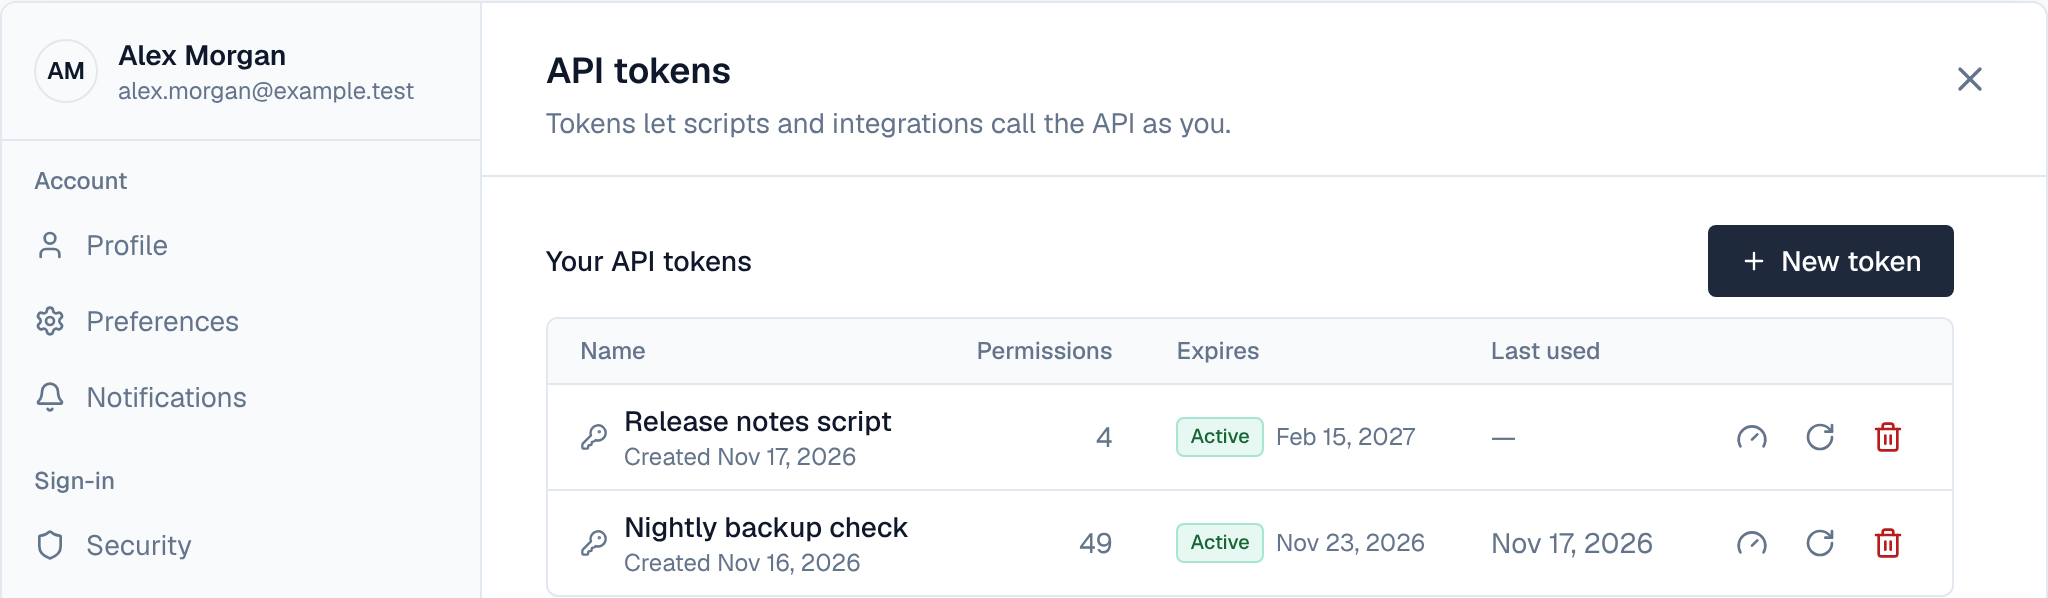 AM
Alex Morgan
alex.morgan@example.test
Account
Profile
Preferences
Notifications
Sign-in
Security
API tokens
Tokens let scripts and integrations call the API as you.
Your API tokens
+ New token
Name Permissions Expires Last used
Release notes script
Created Nov 17, 2026
4 Active Feb 15, 2027 —
Nightly backup check
Created Nov 16, 2026
49 Active Nov 23, 2026 Nov 17, 2026